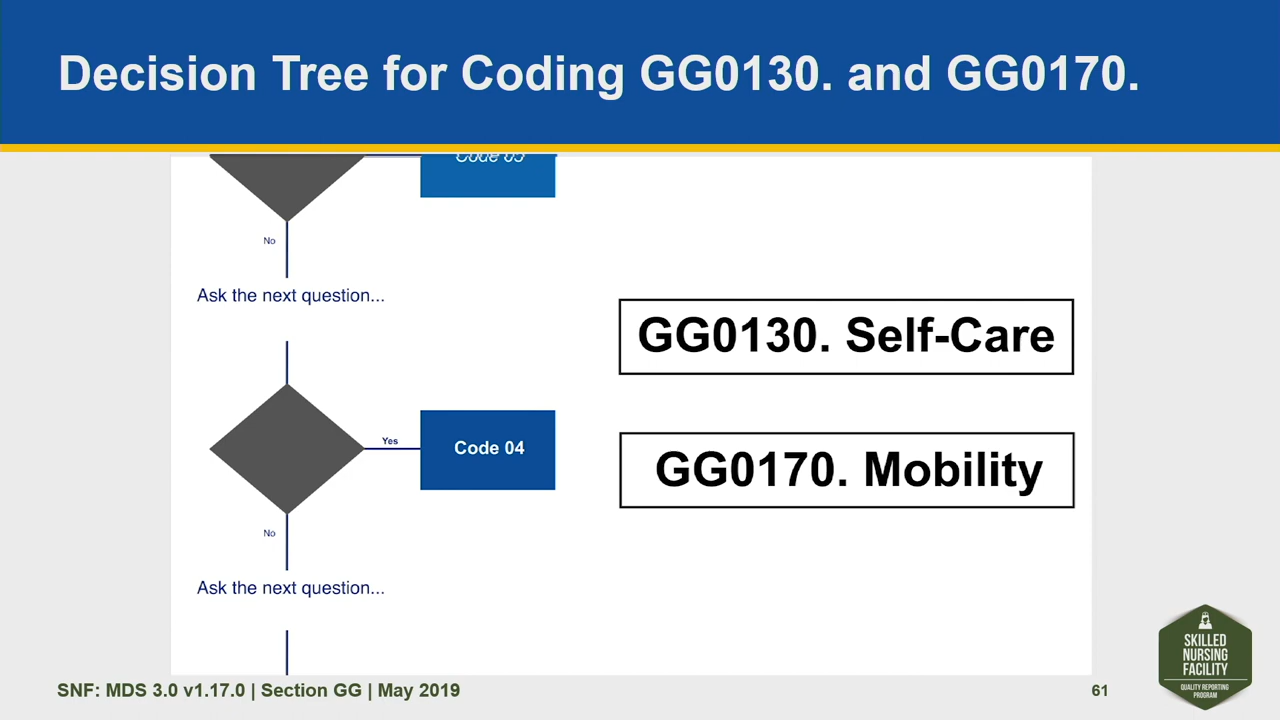 Decision Tree for Coding GG0130. and GG0170.
Code 05
No
Ask the next question...
GG0130. Self-Care
Yes
Code 04
GG0170. Mobility
No
Ask the next question...
SNF: MDS 3.0 v1.17.0 | Section GG | May 2019
61
SKILLED
NURSING
FACILITY
QUALITY REPORTING
PROGRAM